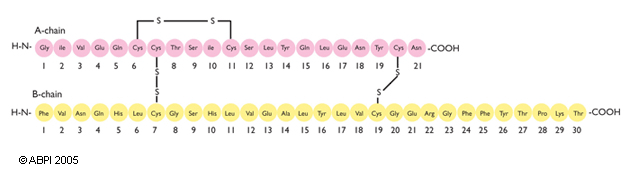 A-chain
S S
H-N- Gly ile Val Glu Gln Cys Cys Thr Ser ile Cys Ser Leu Tyr Gln Leu Glu Asn Tyr Cys Asn -COOH
1 2 3 4 5 6 8 9 10 11 12 13 14 15 16 17 18 19 21
S S
B-chain
S S
H-N- Phe Val Asn Gln His Leu Cys Gly Ser His Leu Val Glu Ala Leu Tyr Leu Val Cys Gly Glu Arg Gly Phe Phe Tyr Thr Pro Lys Thr -COOH
1 2 3 4 5 6 7 8 9 10 11 12 13 14 15 16 17 18 19 20 21 22 23 24 25 26 27 28 29 30
© ABPI 2005